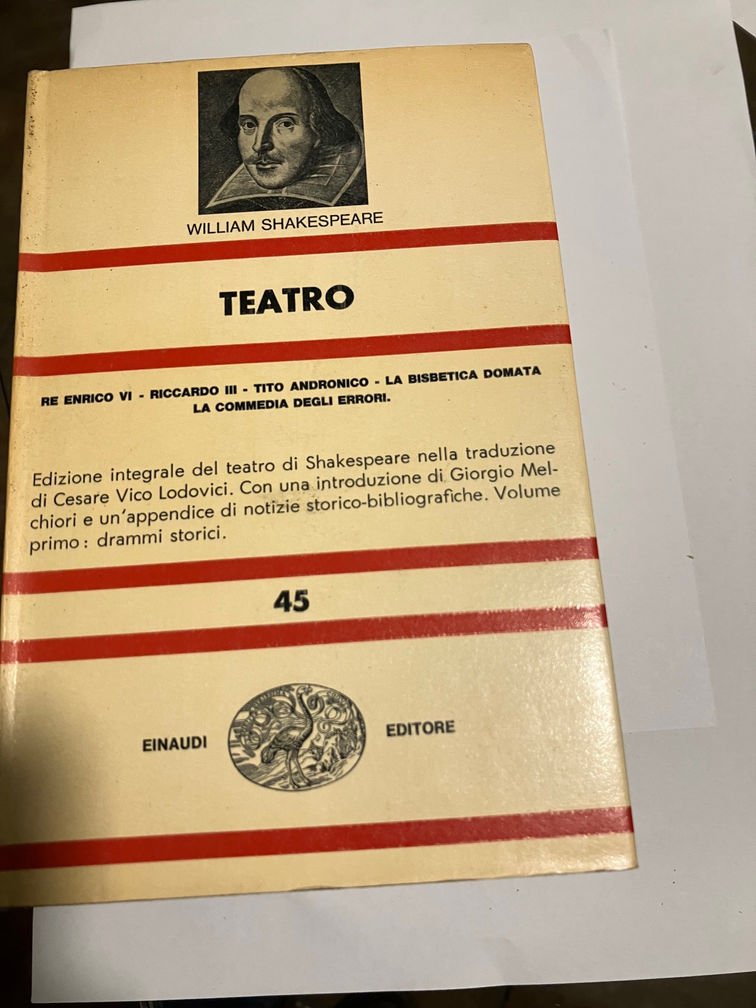 WILLIAM SHAKESPEARE
TEATRO
RE ENRICO VI - RICCARDO III - TITO ANDRONICO - LA BISBETICA DOMATA
LA COMMEDIA DEGLI ERRORI.
Edizione integrale del teatro di Shakespeare nella traduzione
di Cesare Vico Lodovici. Con una introduzione di Giorgio Mel-
chiori e un'appendice di notizie storico-bibliografiche. Volume
primo: drammi storici.
45
EINAUDI EDITORE